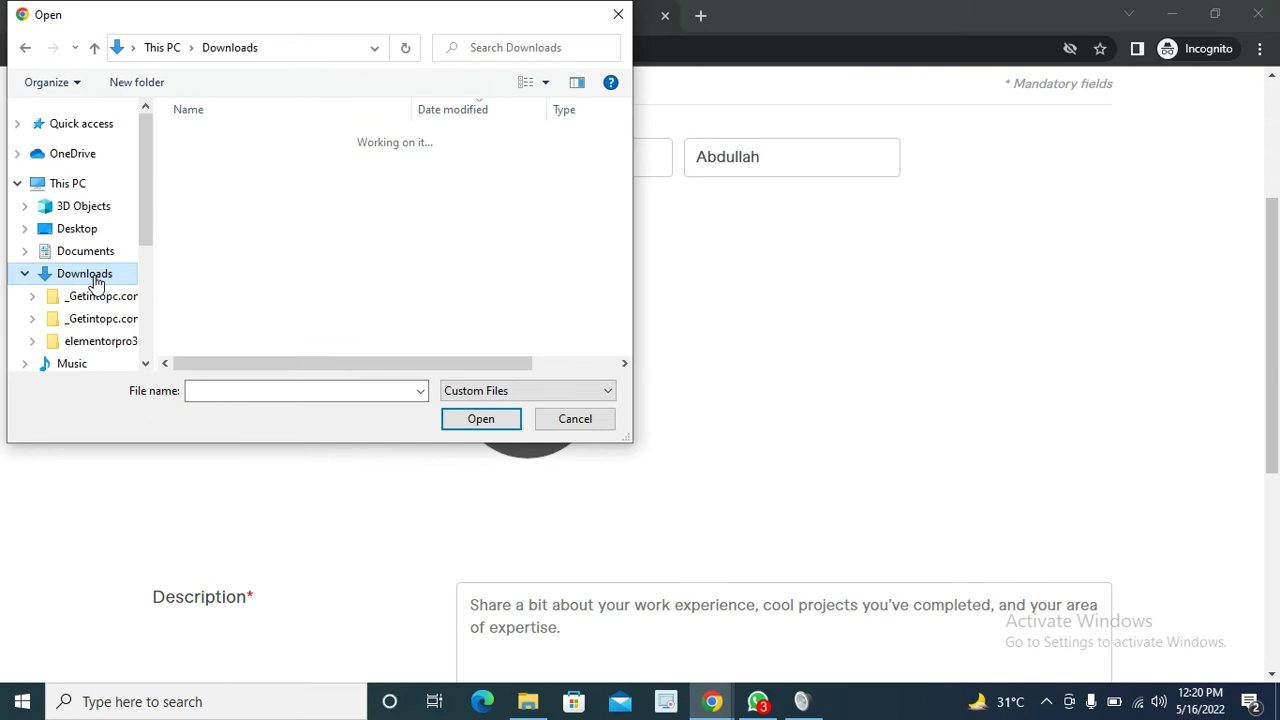 Open
This PC
Downloads
Search Downloads
Incognito
Organize
New folder
* Mandatory fields
Name
Date modified
Type
Quick access
Working on it...
OneDrive
Abdullah
This PC
3D Objects
Desktop
Documents
Downloads
_Getintopc.com
_Getintopc.com
elementorpro3
Music
File name:
Custom Files
Open
Cancel
Description*
Share a bit about your work experience, cool projects you've completed, and your area
of expertise.
Activate Windows
Go to Settings to activate Windows.
Type here to search
3
31°C
12:20 PM
5/16/2022
2